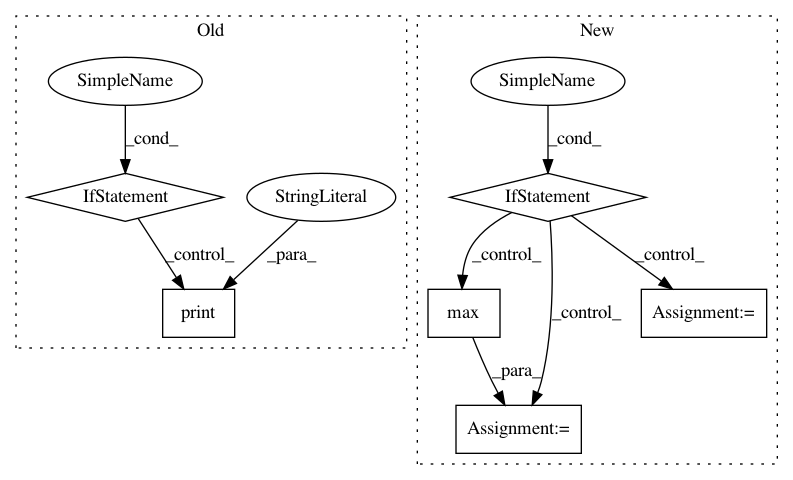 Old
New
SimpleName
SimpleName
_cond_
_cond_
IfStatement
StringLiteral
IfStatement
_control_
_para_
_control_
_control_
_control_
print
max
Assignment:=
_para_
Assignment:=